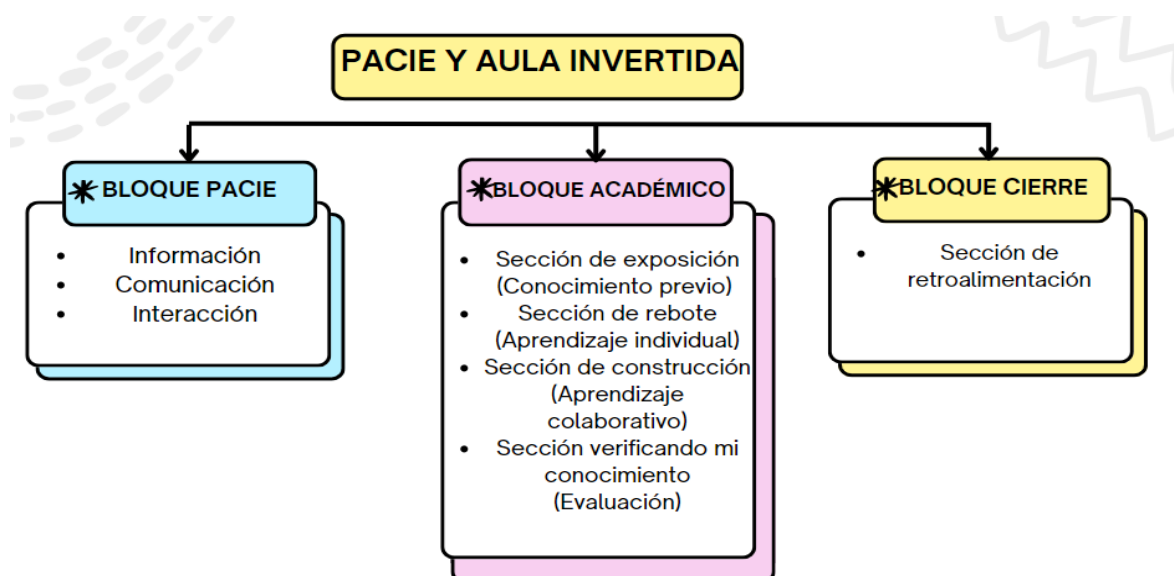 PACIE Y AULA INVERTIDA
BLOQUE PACIE
• Información
• Comunicación
• Interacción
BLOQUE ACADÉMICO
• Sección de exposición
(Conocimiento previo)
• Sección de rebote
(Aprendizaje individual)
• Sección de construcción
(Aprendizaje
colaborativo)
• Sección verificando mi
conocimiento
(Evaluación)
BLOQUE CIERRE
• Sección de
retroalimentación